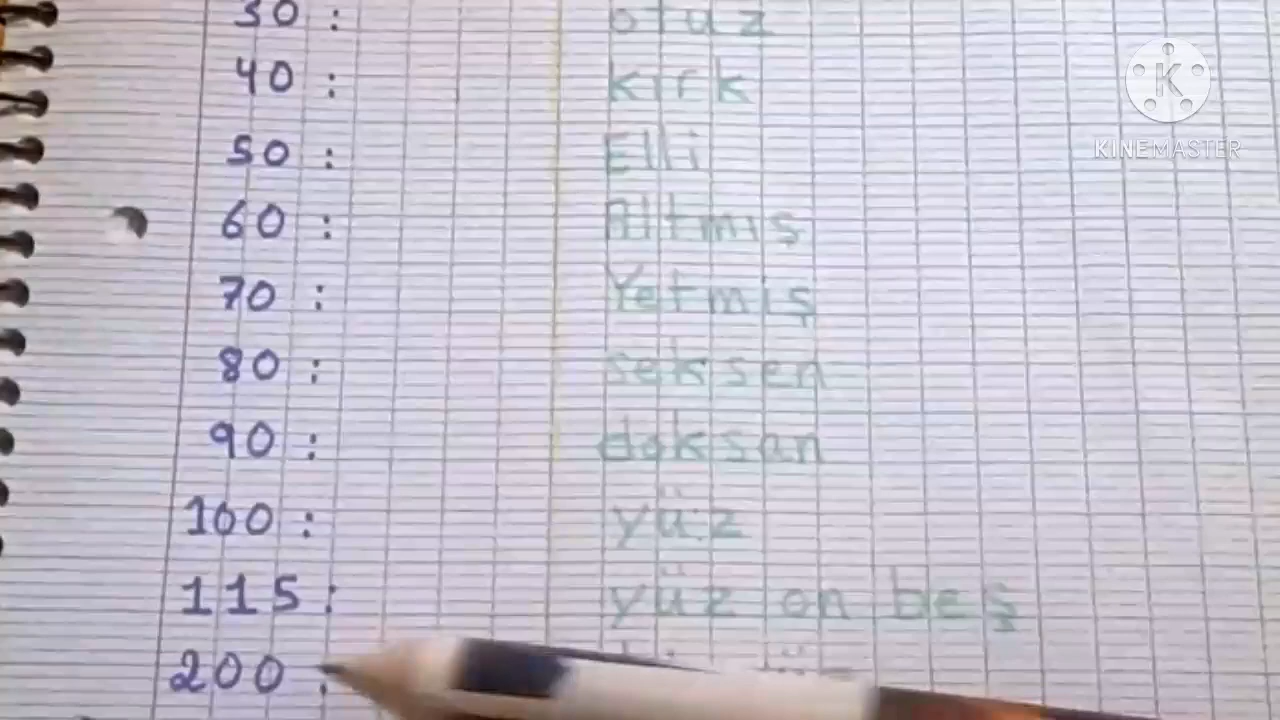 30 : otuz
40 : kırk
50 : Elli
60 : Altmış
70 : Yetmiş
80 : seksen
90 : doksan
100 : yüz
115 : yüz on beş
200 :
K
KINEMASTER